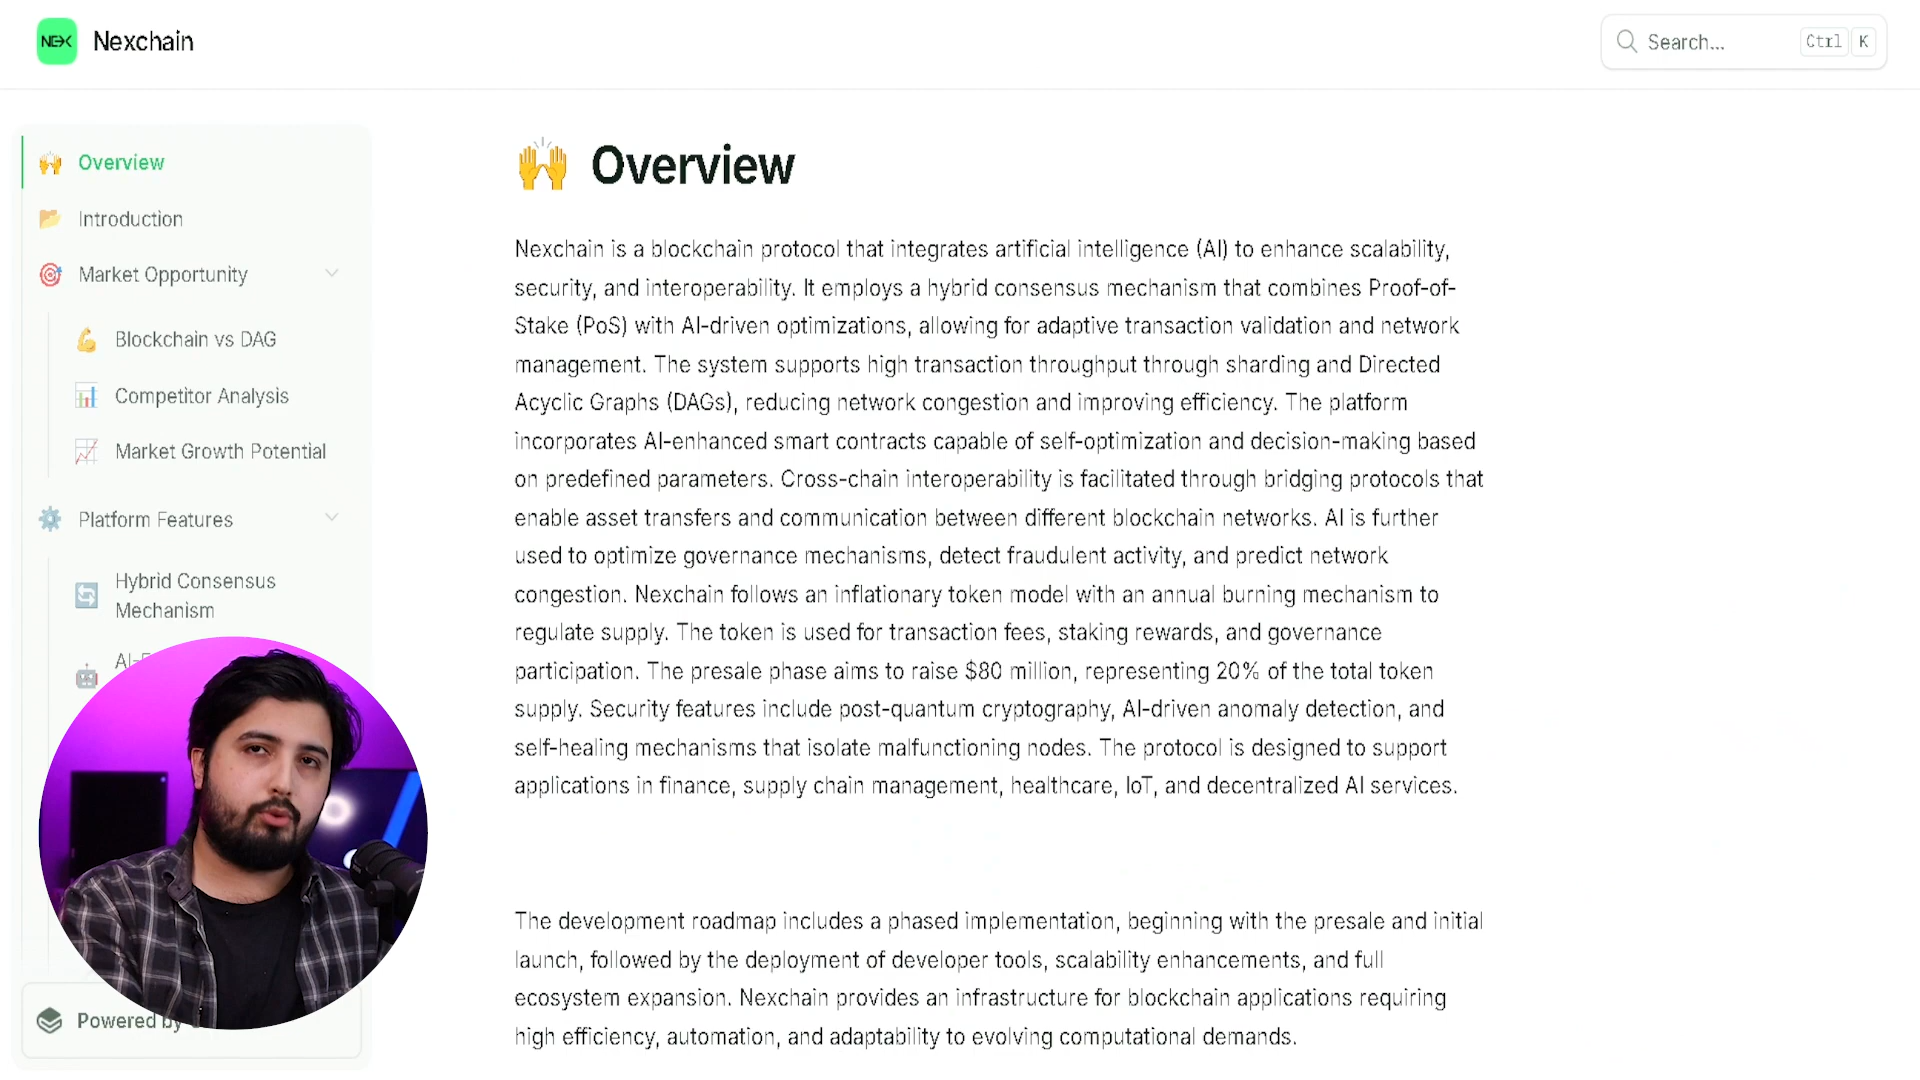 NEX Nexchain
Search... Ctrl K
Overview
Introduction
Market Opportunity
Blockchain vs DAG
Competitor Analysis
Market Growth Potential
Platform Features
Hybrid Consensus
Mechanism
Powered by
Overview
Nexchain is a blockchain protocol that integrates artificial intelligence (AI) to enhance scalability,
security, and interoperability. It employs a hybrid consensus mechanism that combines Proof-of-
Stake (PoS) with AI-driven optimizations, allowing for adaptive transaction validation and network
management. The system supports high transaction throughput through sharding and Directed
Acyclic Graphs (DAGs), reducing network congestion and improving efficiency. The platform
incorporates AI-enhanced smart contracts capable of self-optimization and decision-making based
on predefined parameters. Cross-chain interoperability is facilitated through bridging protocols that
enable asset transfers and communication between different blockchain networks. AI is further
used to optimize governance mechanisms, detect fraudulent activity, and predict network
congestion. Nexchain follows an inflationary token model with an annual burning mechanism to
regulate supply. The token is used for transaction fees, staking rewards, and governance
participation. The presale phase aims to raise $80 million, representing 20% of the total token
supply. Security features include post-quantum cryptography, AI-driven anomaly detection, and
self-healing mechanisms that isolate malfunctioning nodes. The protocol is designed to support
applications in finance, supply chain management, healthcare, IoT, and decentralized AI services.
The development roadmap includes a phased implementation, beginning with the presale and initial
launch, followed by the deployment of developer tools, scalability enhancements, and full
ecosystem expansion. Nexchain provides an infrastructure for blockchain applications requiring
high efficiency, automation, and adaptability to evolving computational demands.